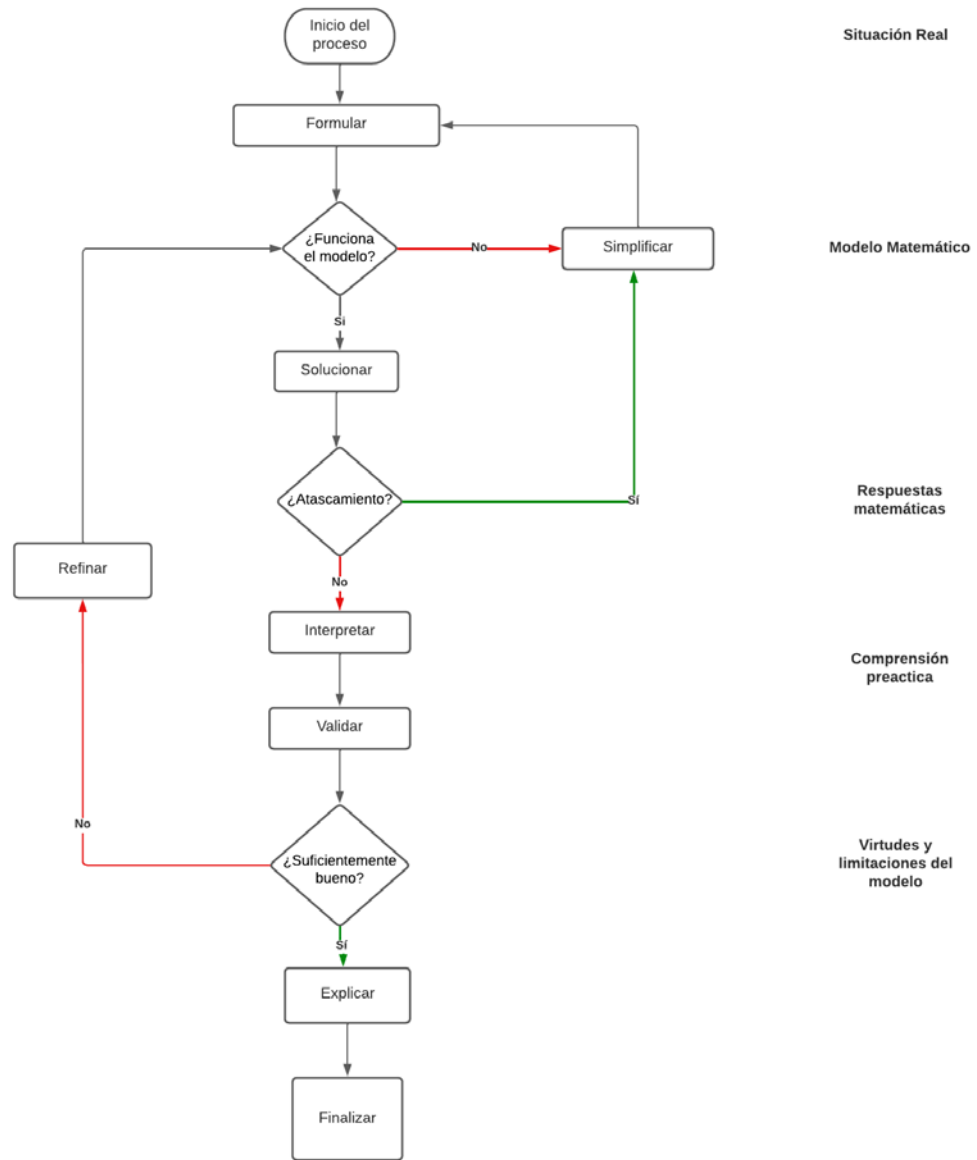 Inicio del
proceso
Situación Real
Formular
¿Funciona
el modelo?
No
Simplificar
Modelo Matemático
Si
Solucionar
¿Atascamiento?
Sí
Respuestas
matemáticas
Refinar
No
Interpretar
Comprensión
preactica
Validar
No
¿Suficientemente
bueno?
Virtudes y
limitaciones del
modelo
Sí
Explicar
Finalizar